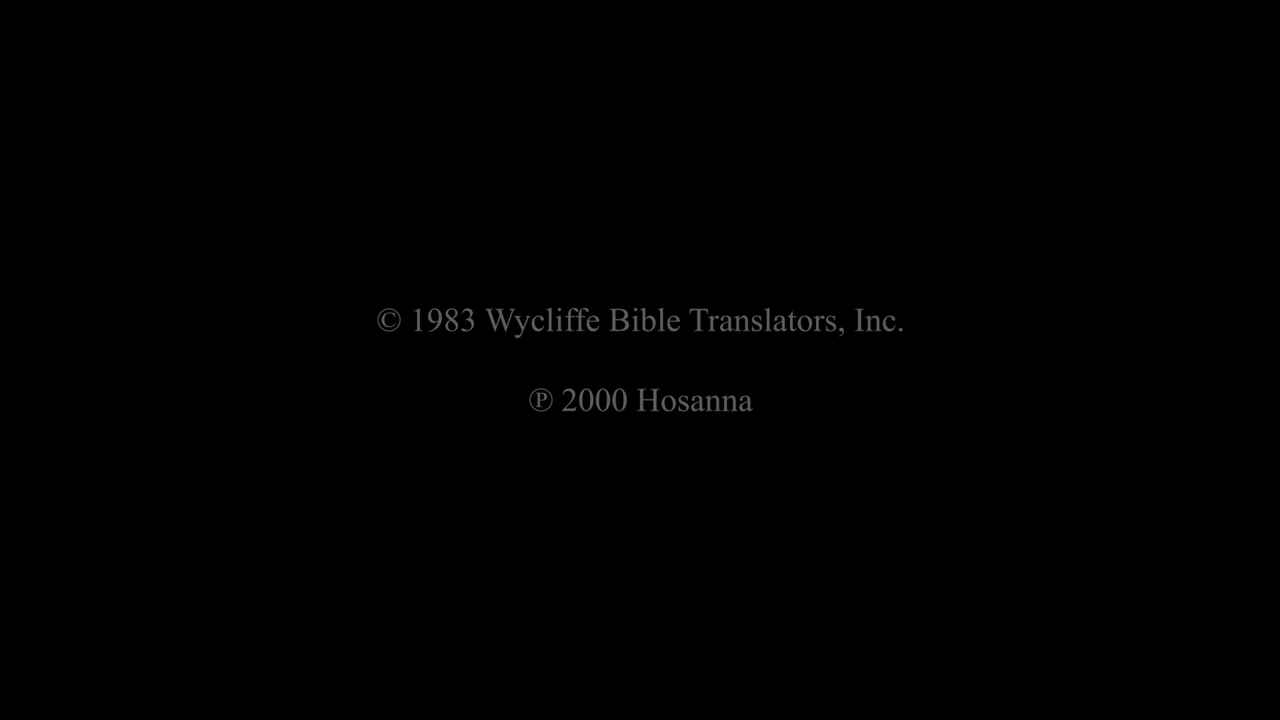 © 1983 Wycliffe Bible Translators, Inc.
℗ 2000 Hosanna